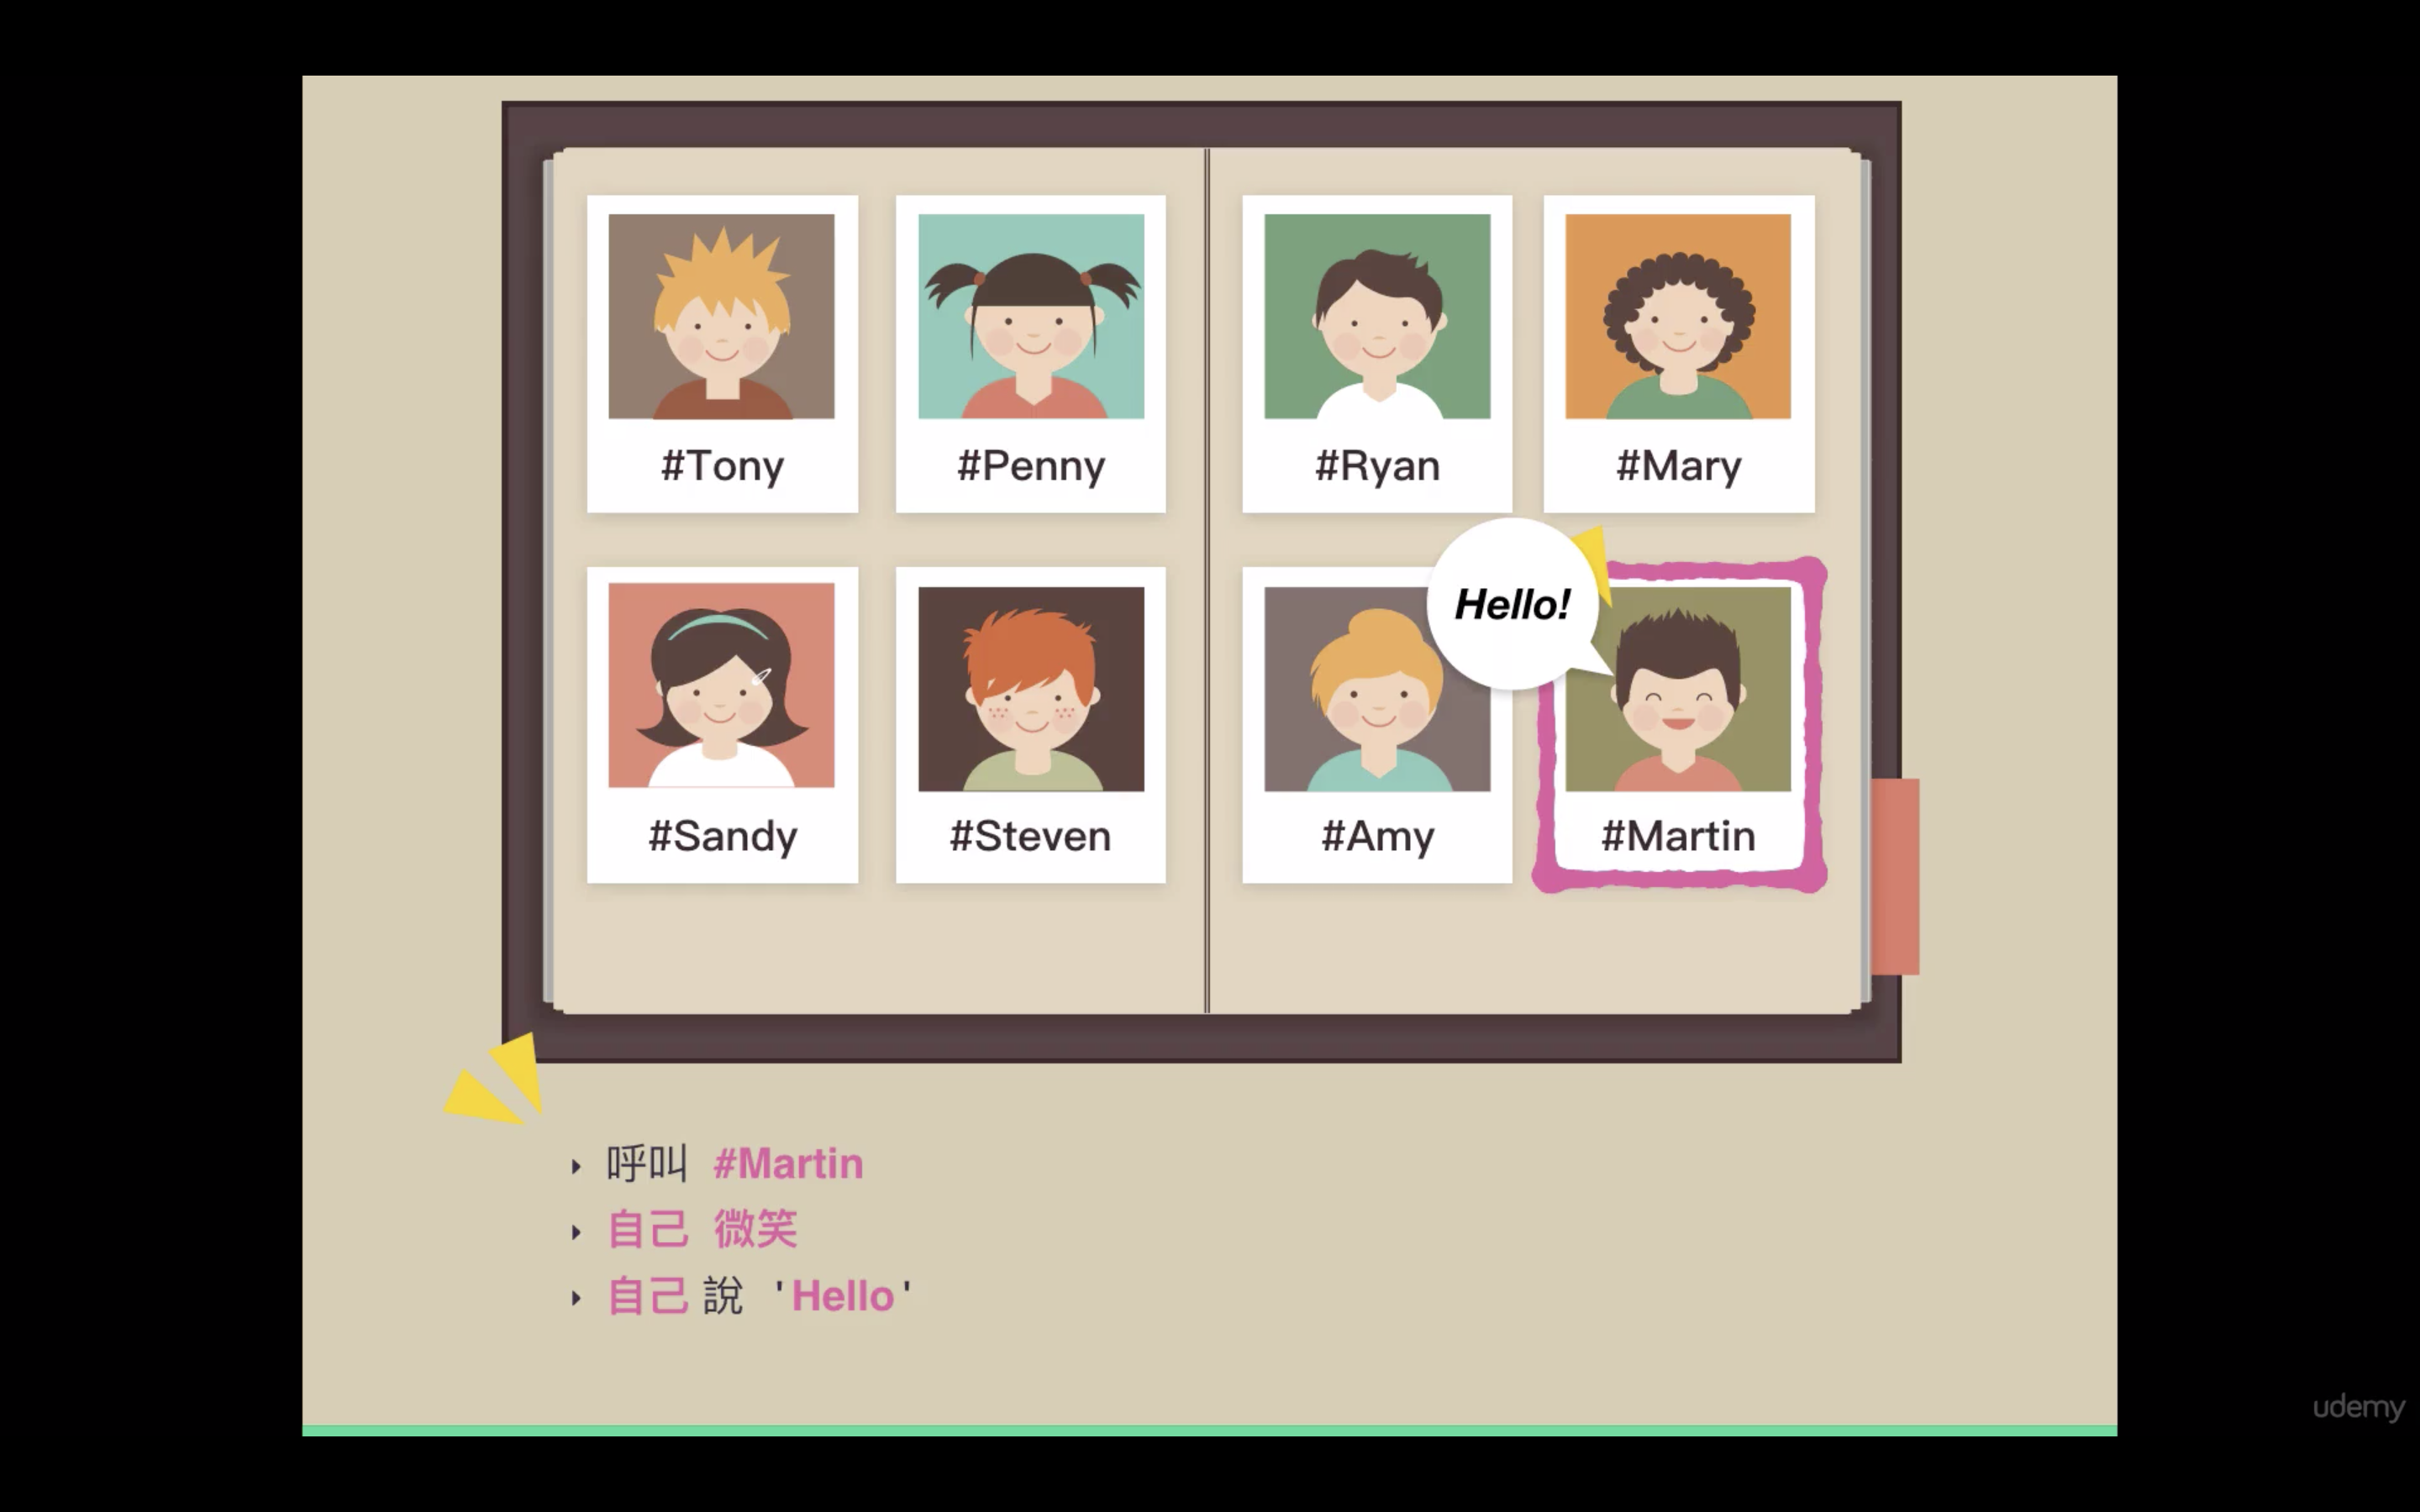 #Tony
#Penny
#Ryan
#Mary
Hello!
#Sandy
#Steven
#Amy
#Martin
呼叫 #Martin
自己 微笑
自己 說 'Hello'
udemy